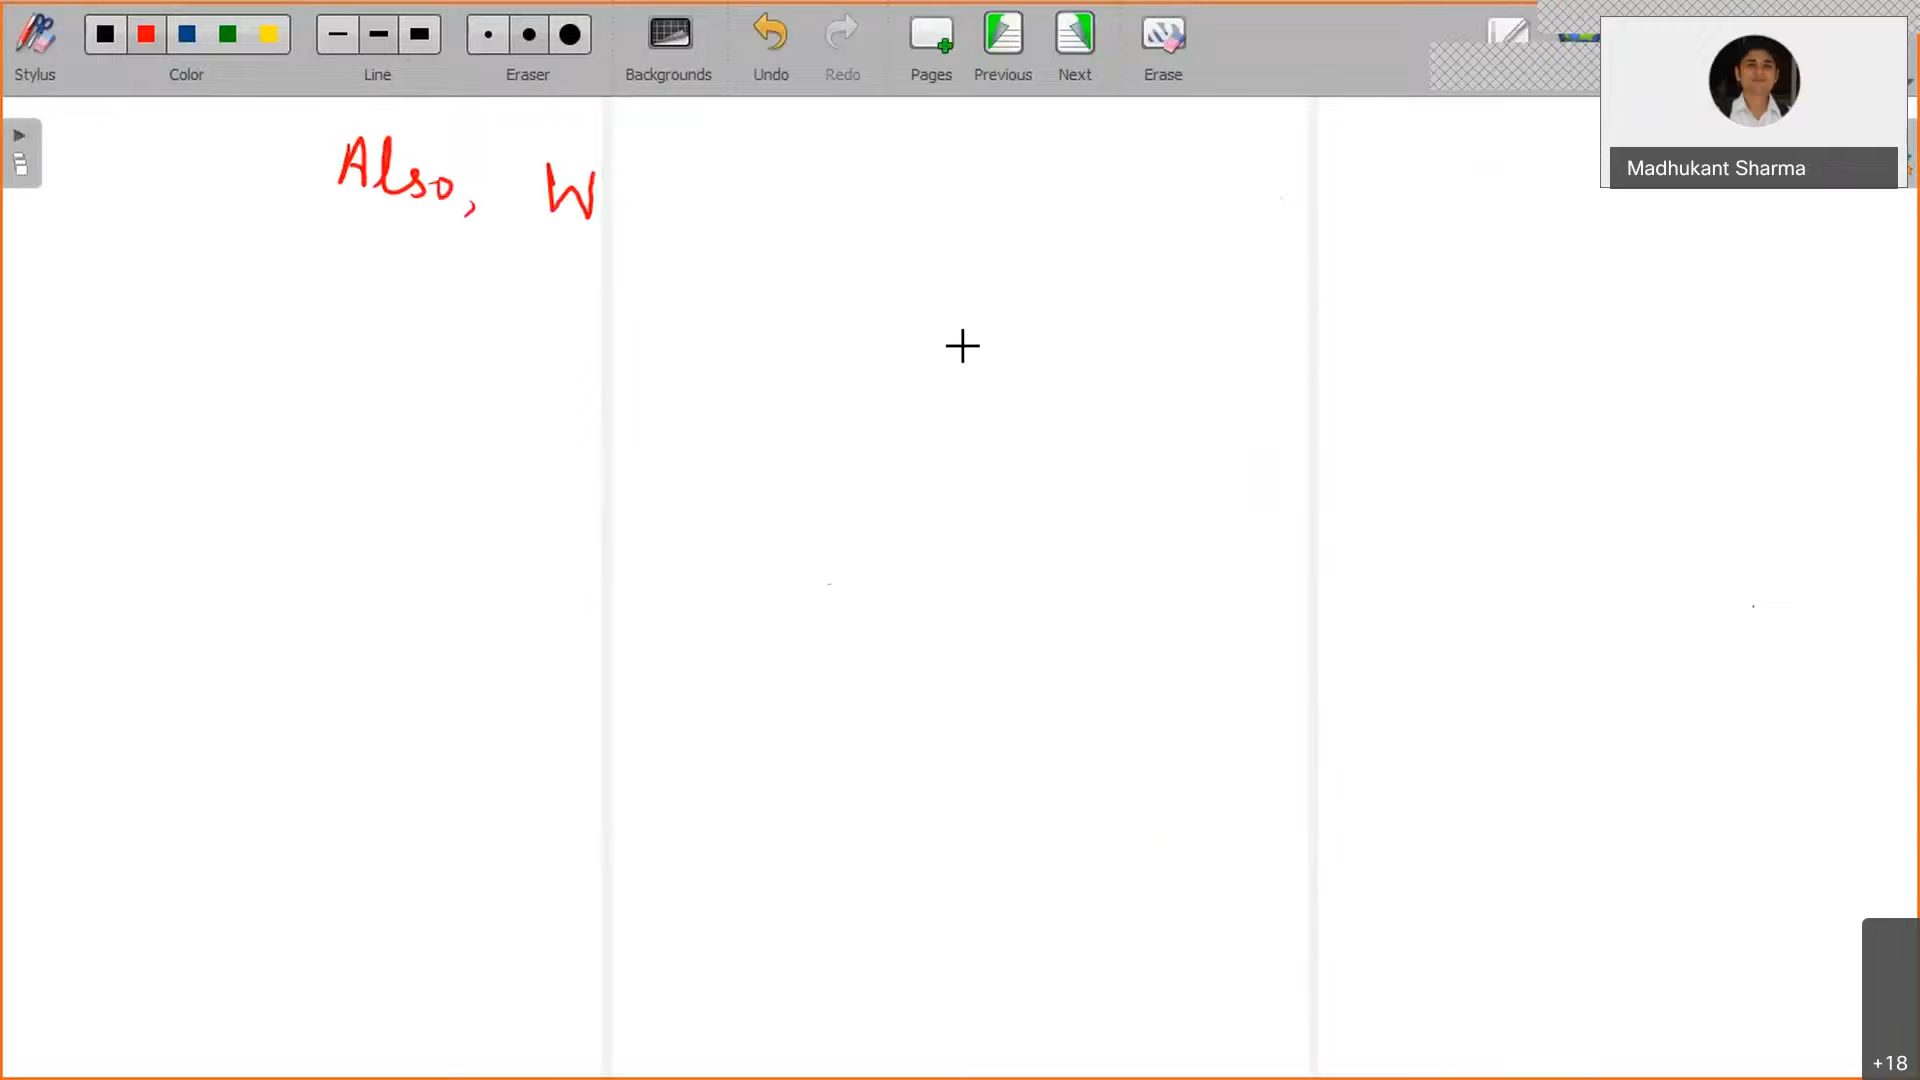 Stylus Color Line Eraser Backgrounds Undo Redo Pages Previous Next Erase
Madhukant Sharma
Also, W
+18